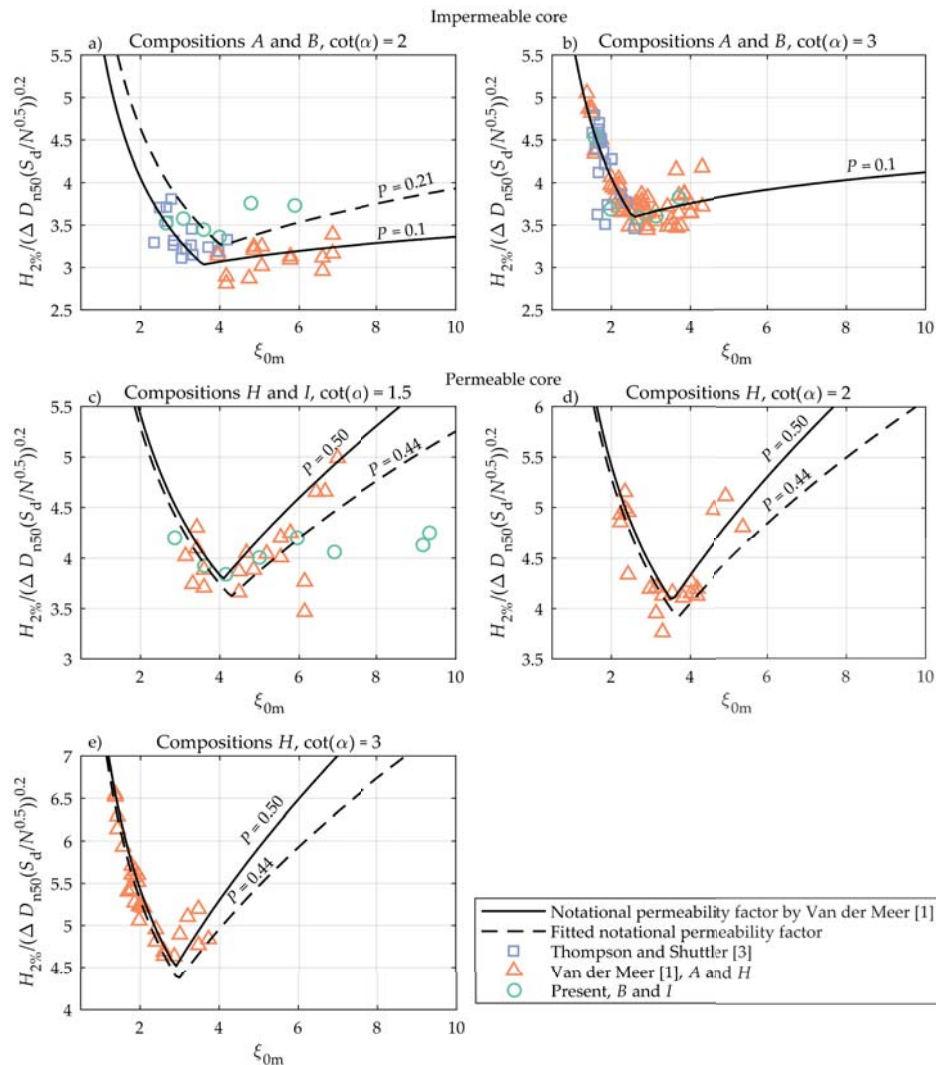 Impermeable core
a) Compositions A and B, cot(α) = 2
5.5
5
4.5
4
3.5
3
2.5
H2%/(Δ Dn50(Sd/N^0.5))^0.2
P = 0.21
P = 0.1
2 4 6 8 10
ξ0m
b) Compositions A and B, cot(α) = 3
5.5
5
4.5
4
3.5
3
2.5
H2%/(Δ Dn50(Sd/N^0.5))^0.2
P = 0.1
2 4 6 8 10
ξ0m
Permeable core
c) Compositions H and I, cot(α) = 1.5
5.5
5
4.5
4
3.5
3
H2%/(Δ Dn50(Sd/N^0.5))^0.2
P = 0.50
P = 0.44
2 4 6 8 10
ξ0m
d) Compositions H, cot(α) = 2
6
5.5
5
4.5
4
3.5
H2%/(Δ Dn50(Sd/N^0.5))^0.2
P = 0.50
P = 0.44
2 4 6 8 10
ξ0m
e) Compositions H, cot(α) = 3
7
6.5
6
5.5
5
4.5
4
H2%/(Δ Dn50(Sd/N^0.5))^0.2
P = 0.50
P = 0.44
2 4 6 8 10
ξ0m
Notational permeability factor by Van der Meer [1]
Fitted notational permeability factor
Thompson and Shuttler [3]
Van der Meer [1], A and H
Present, B and I